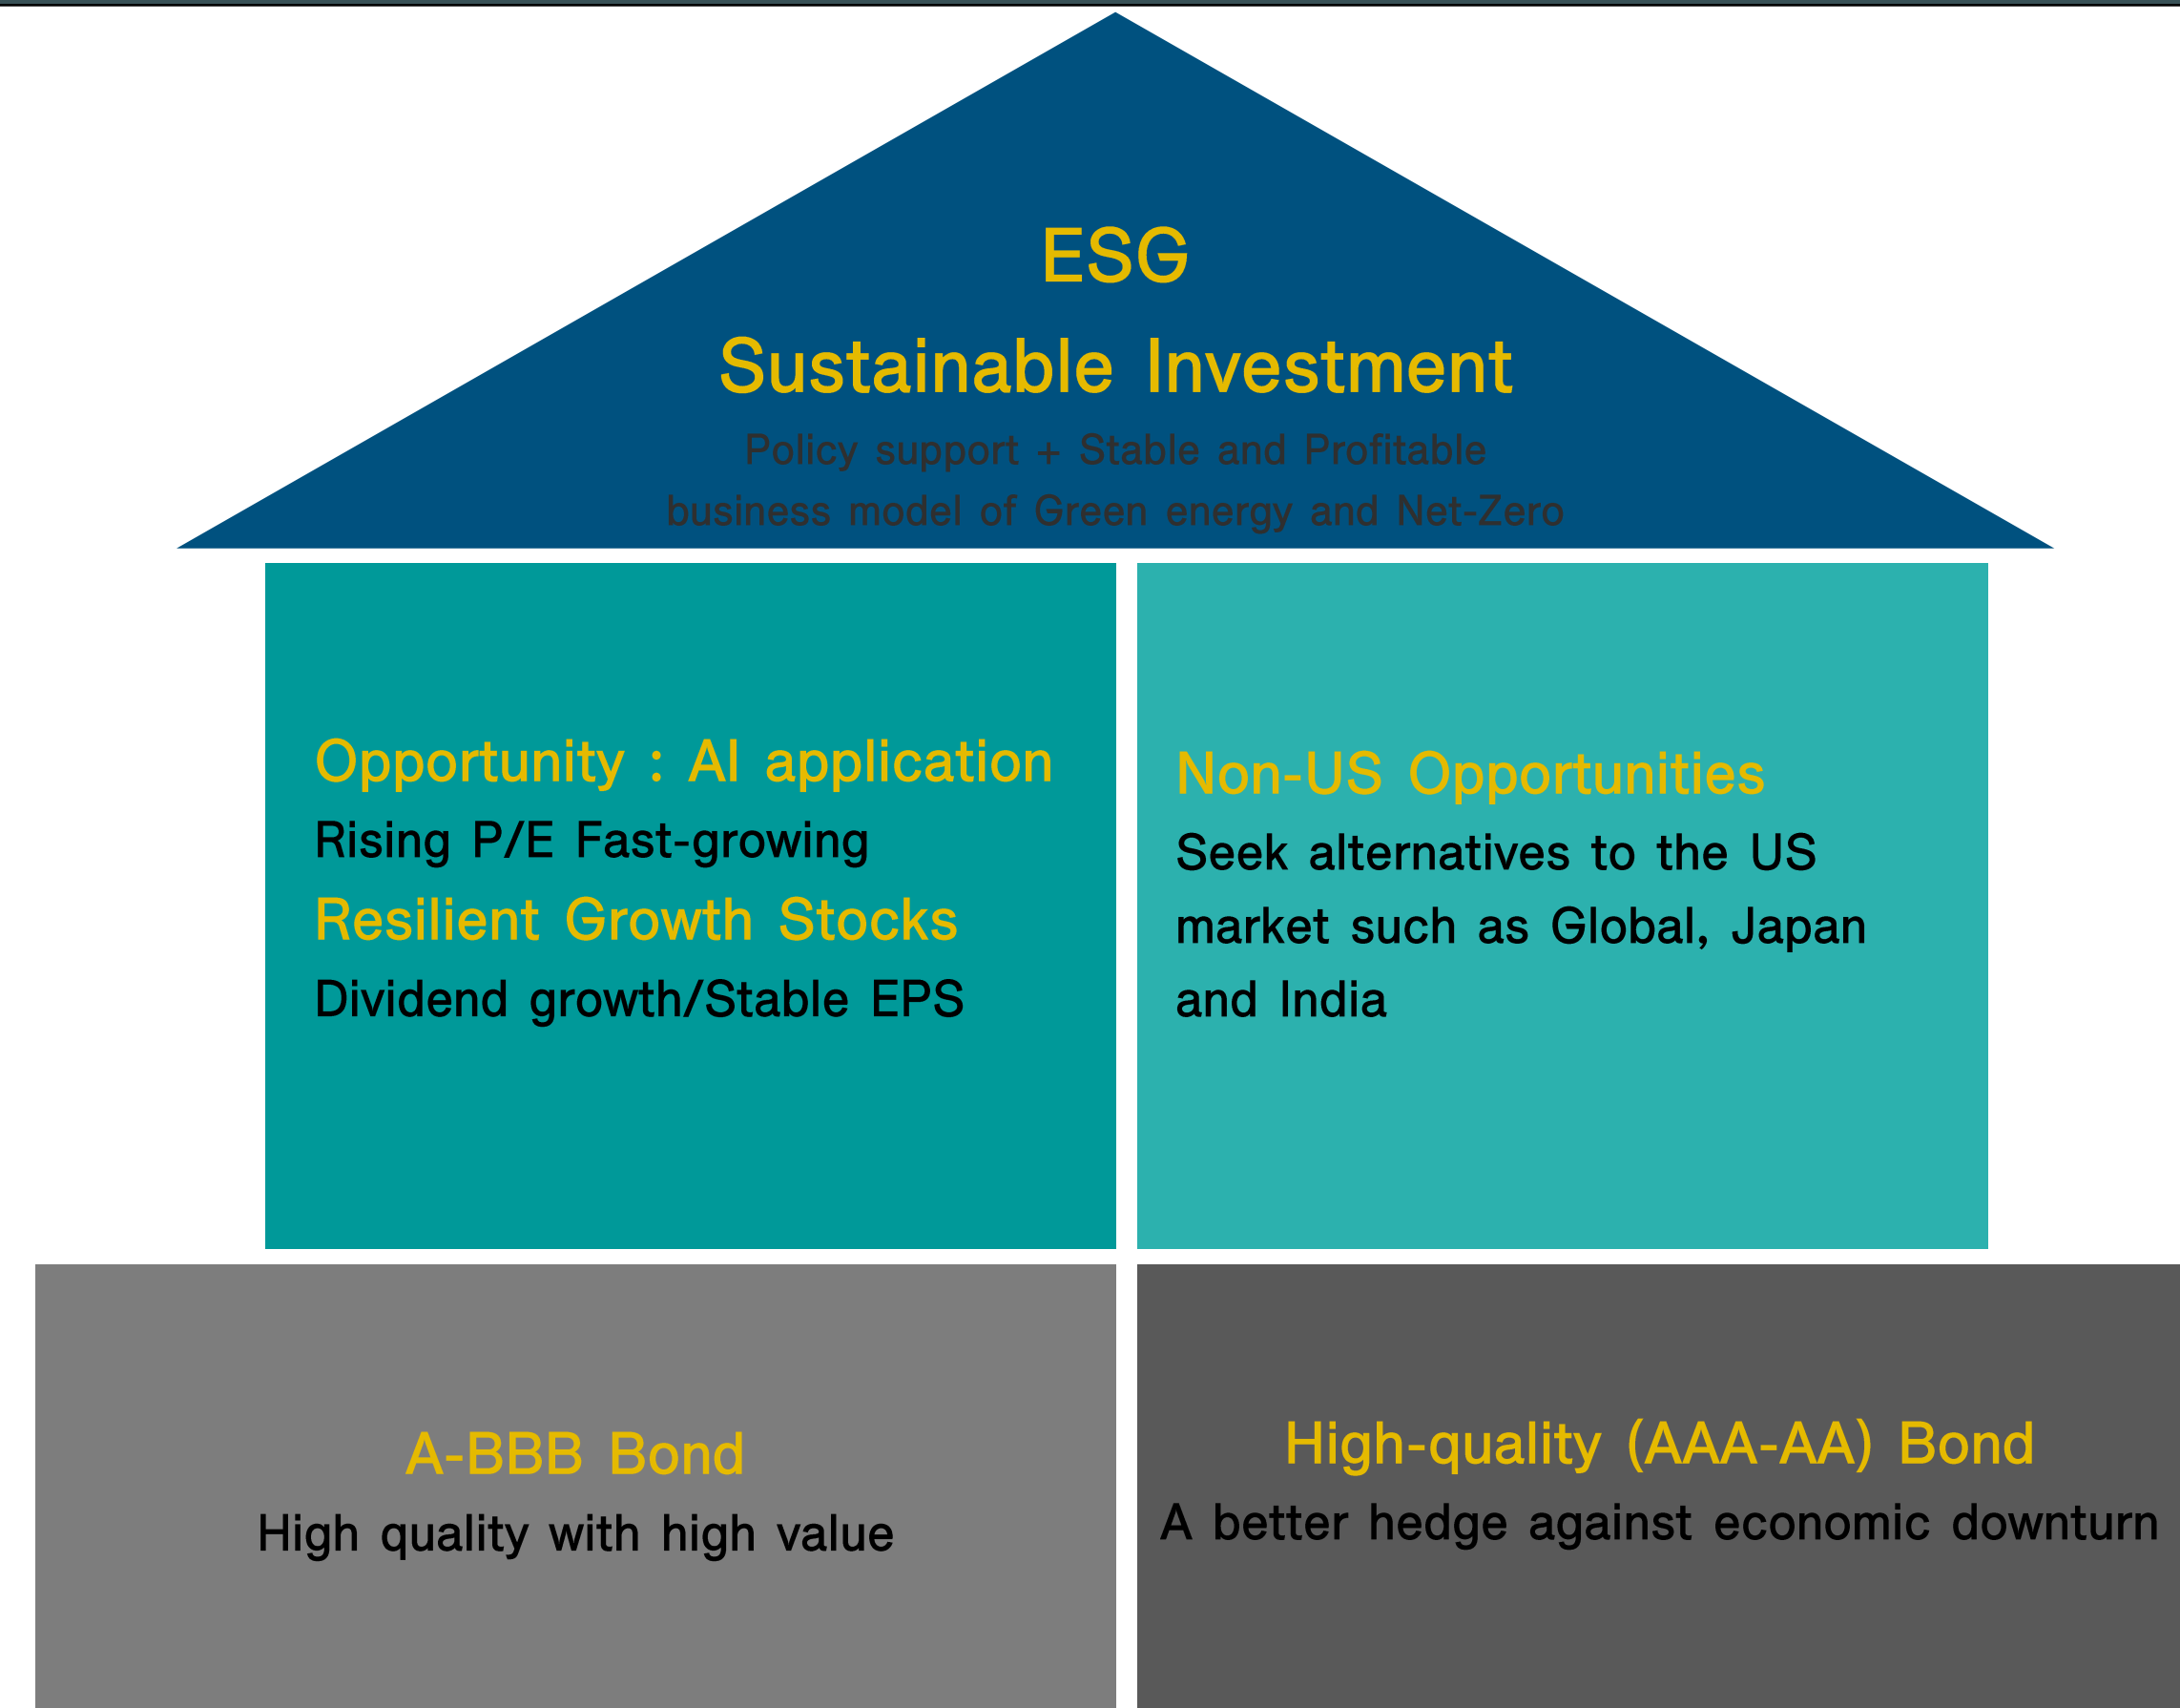 ESG
Sustainable Investment
Policy support + Stable and Profitable
business model of Green energy and Net-Zero
Opportunity : AI application
Rising P/E Fast-growing
Resilient Growth Stocks
Dividend growth/Stable EPS
Non-US Opportunities
Seek alternatives to the US
market such as Global, Japan
and India
A-BBB Bond
High quality with high value
High-quality (AAA-AA) Bond
A better hedge against economic downturn